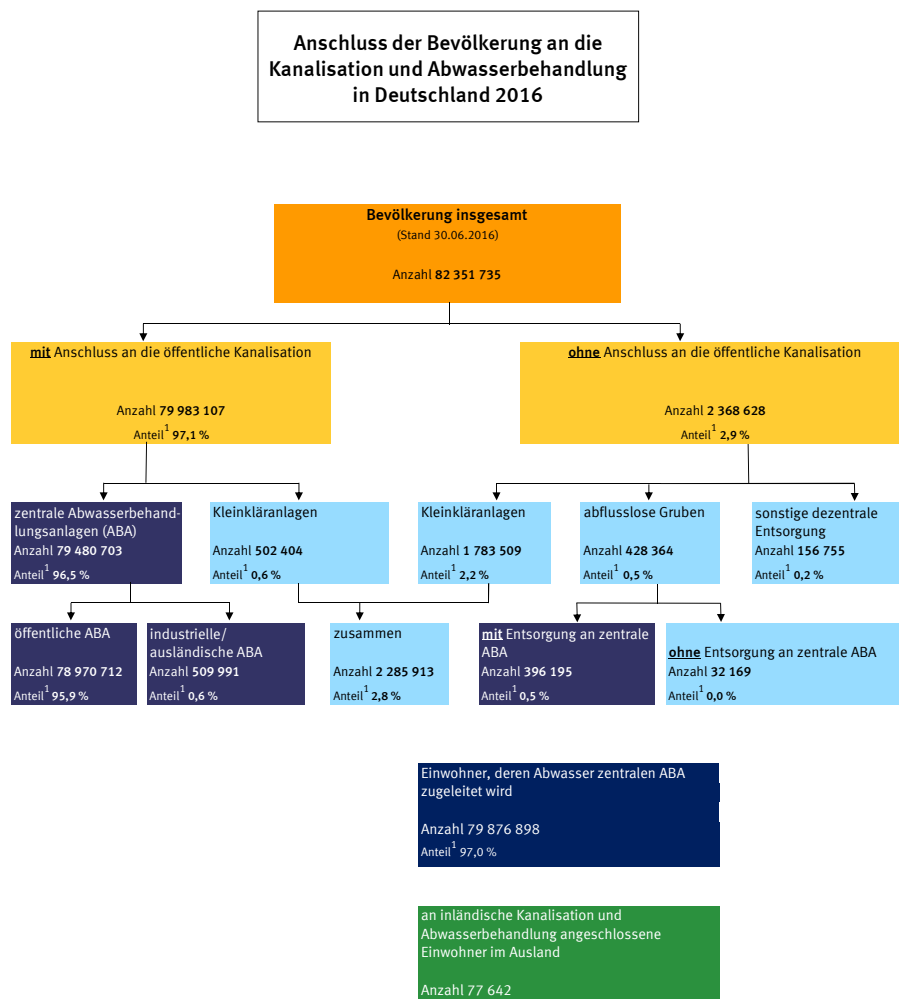 Anschluss der Bevölkerung an die
Kanalisation und Abwasserbehandlung
in Deutschland 2016
Bevölkerung insgesamt
(Stand 30.06.2016)
Anzahl 82 351 735
mit Anschluss an die öffentliche Kanalisation
Anzahl 79 983 107
Anteil¹ 97,1 %
ohne Anschluss an die öffentliche Kanalisation
Anzahl 2 368 628
Anteil¹ 2,9 %
zentrale Abwasserbehand-
lungsanlagen (ABA)
Anzahl 79 480 703
Anteil¹ 96,5 %
Kleinkläranlagen
Anzahl 502 404
Anteil¹ 0,6 %
Kleinkläranlagen
Anzahl 1 783 509
Anteil¹ 2,2 %
abflusslose Gruben
Anzahl 428 364
Anteil¹ 0,5 %
sonstige dezentrale
Entsorgung
Anzahl 156 755
Anteil¹ 0,2 %
öffentliche ABA
Anzahl 78 970 712
Anteil¹ 95,9 %
industrielle/
ausländische ABA
Anzahl 509 991
Anteil¹ 0,6 %
zusammen
Anzahl 2 285 913
Anteil¹ 2,8 %
mit Entsorgung an zentrale
ABA
Anzahl 396 195
Anteil¹ 0,5 %
ohne Entsorgung an zentrale ABA
Anzahl 32 169
Anteil¹ 0,0 %
Einwohner, deren Abwasser zentralen ABA
zugeleitet wird
Anzahl 79 876 898
Anteil¹ 97,0 %
an inländische Kanalisation und
Abwasserbehandlung angeschlossene
Einwohner im Ausland
Anzahl 77 642